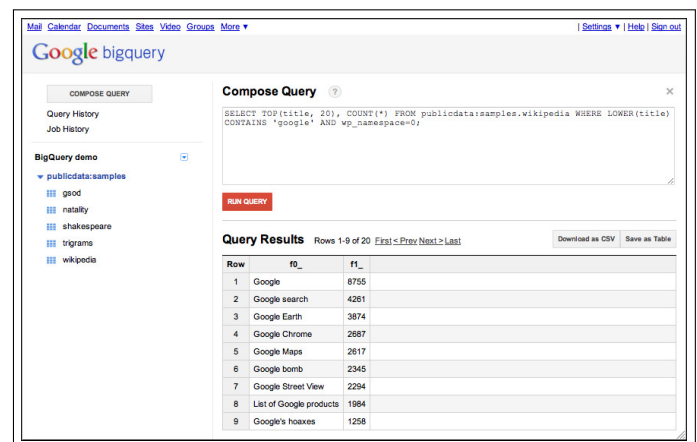 Mail Calendar Documents Sites Video Groups More ▼ | Settings ▼ | Help | Sign out
Google bigquery
COMPOSE QUERY
Query History
Job History
BigQuery demo
publicdata:samples
gsod
natality
shakespeare
trigrams
wikipedia
Compose Query ? ×
SELECT TOP(title, 20), COUNT(*) FROM publicdata:samples.wikipedia WHERE LOWER(title)
CONTAINS 'google' AND wp_namespace=0;
RUN QUERY
Query Results Rows 1-9 of 20 First < Prev Next > Last Download as CSV Save as Table
Row f0_ f1_
1 Google 8755
2 Google search 4261
3 Google Earth 3874
4 Google Chrome 2687
5 Google Maps 2617
6 Google bomb 2345
7 Google Street View 2294
8 List of Google products 1984
9 Google's hoaxes 1258